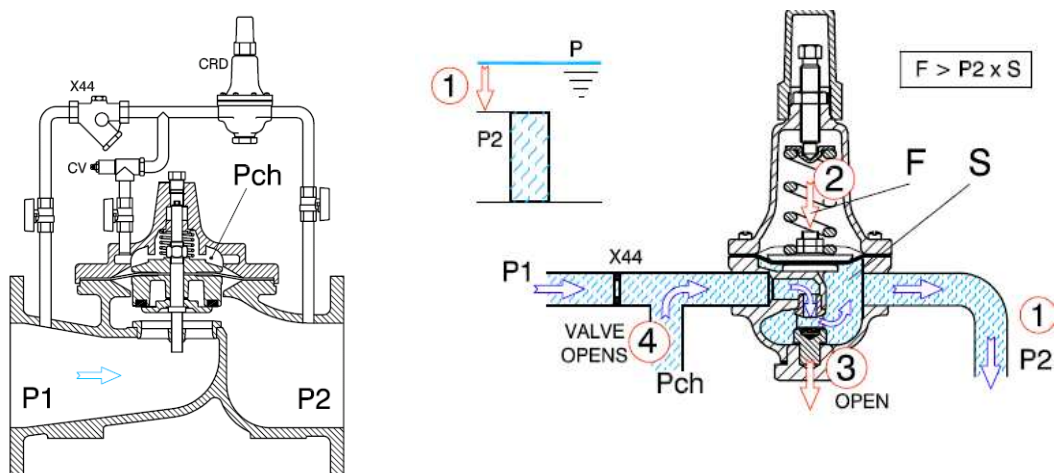 X44
CRD
CV
Pch
P1
P2
P
1
P2
F > P2 x S
2
F
S
P1
X44
VALVE
OPENS
4
Pch
3
OPEN
1
P2